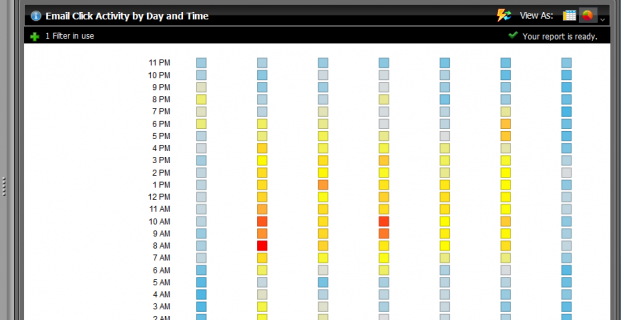 Email Click Activity by Day and Time
View As:
1 Filter in use
Your report is ready.
11 PM
10 PM
9 PM
8 PM
7 PM
6 PM
5 PM
4 PM
3 PM
2 PM
1 PM
12 PM
11 AM
10 AM
9 AM
8 AM
7 AM
6 AM
5 AM
4 AM
3 AM
2 AM